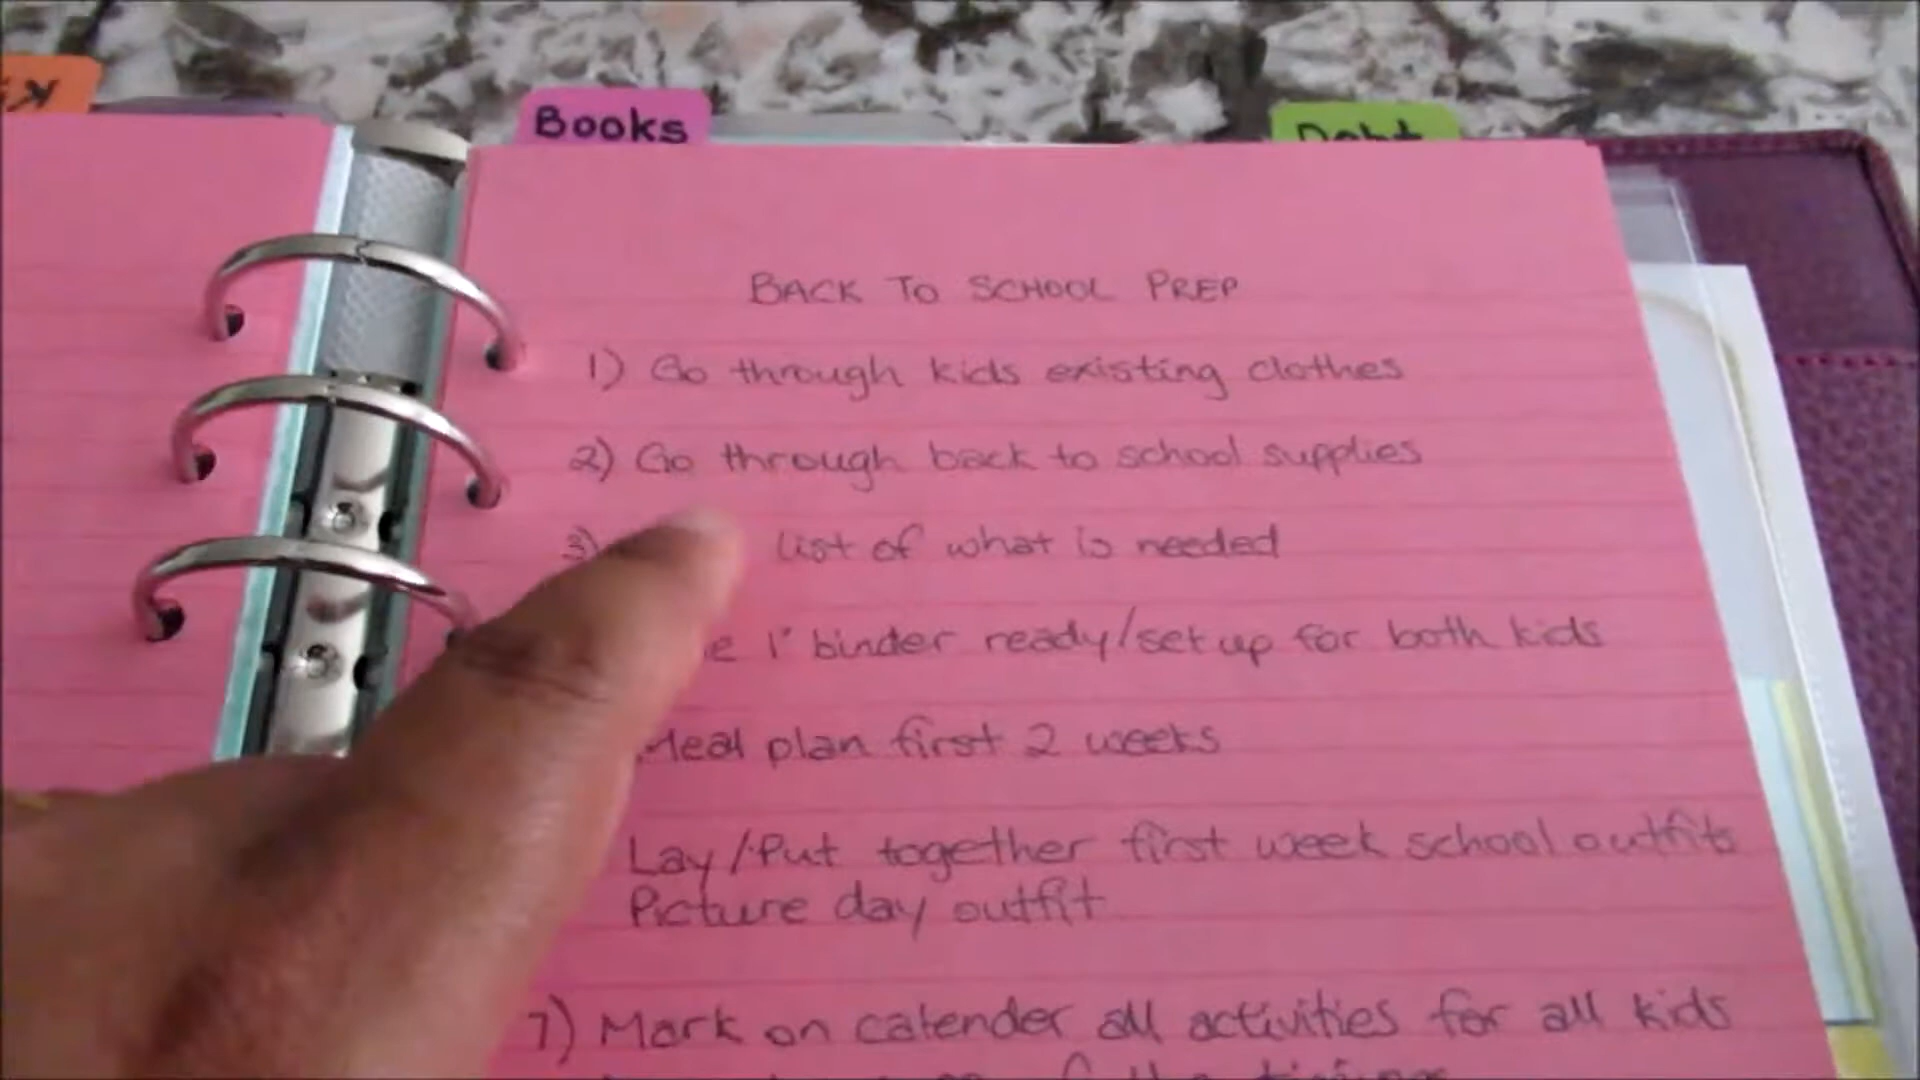 Books
BACK TO SCHOOL PREP
1) Go through kids existing clothes
2) Go through back to school supplies
3) list of what is needed
1" binder ready/set up for both kids
Meal plan first 2 weeks
Lay/Put together first week school outfits
Picture day outfit
7) Mark on calender all activities for all kids